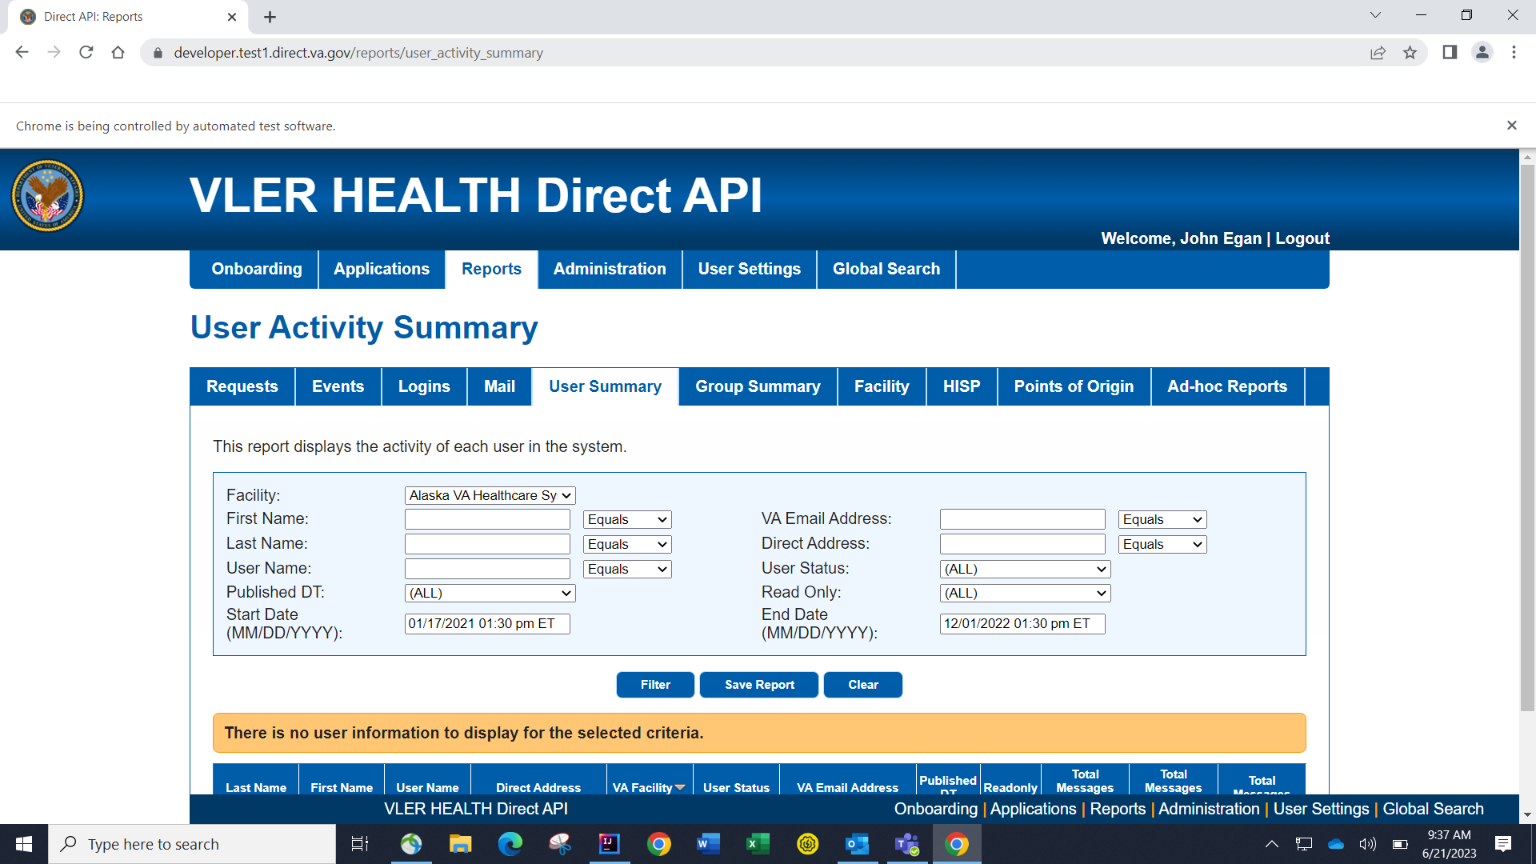 Direct API: Reports
developer.test1.direct.va.gov/reports/user_activity_summary
Chrome is being controlled by automated test software.
VLER HEALTH Direct API
Welcome, John Egan | Logout
Onboarding Applications Reports Administration User Settings Global Search
User Activity Summary
Requests Events Logins Mail User Summary Group Summary Facility HISP Points of Origin Ad-hoc Reports
This report displays the activity of each user in the system.
Facility: Alaska VA Healthcare Sy
First Name: Equals VA Email Address: Equals
Last Name: Equals Direct Address: Equals
User Name: Equals User Status: (ALL)
Published DT: (ALL) Read Only: (ALL)
Start Date (MM/DD/YYYY): 01/17/2021 01:30 pm ET End Date (MM/DD/YYYY): 12/01/2022 01:30 pm ET
Filter Save Report Clear
There is no user information to display for the selected criteria.
Last Name First Name User Name Direct Address VA Facility User Status VA Email Address Published DT Readonly Total Messages Total Messages Total Messages
VLER HEALTH Direct API Onboarding | Applications | Reports | Administration | User Settings | Global Search
Type here to search
9:37 AM
6/21/2023